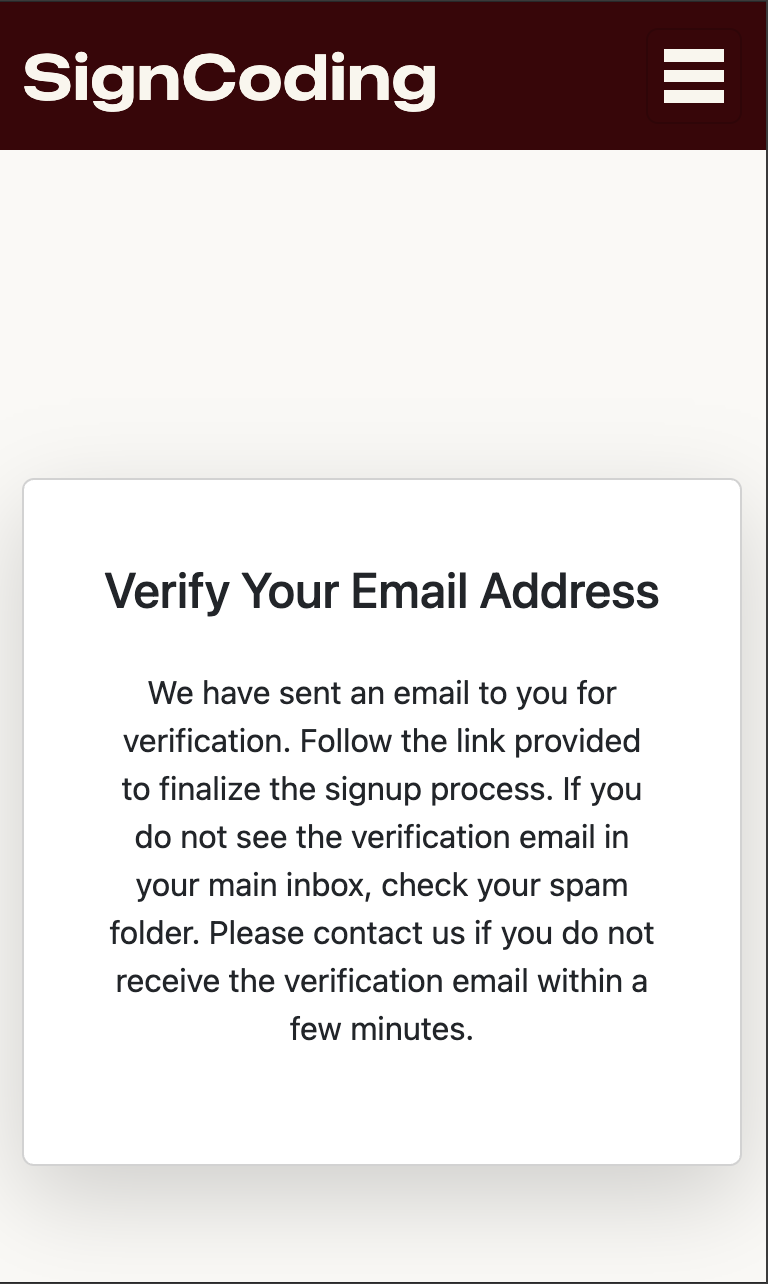 SignCoding
Verify Your Email Address
We have sent an email to you for
verification. Follow the link provided
to finalize the signup process. If you
do not see the verification email in
your main inbox, check your spam
folder. Please contact us if you do not
receive the verification email within a
few minutes.